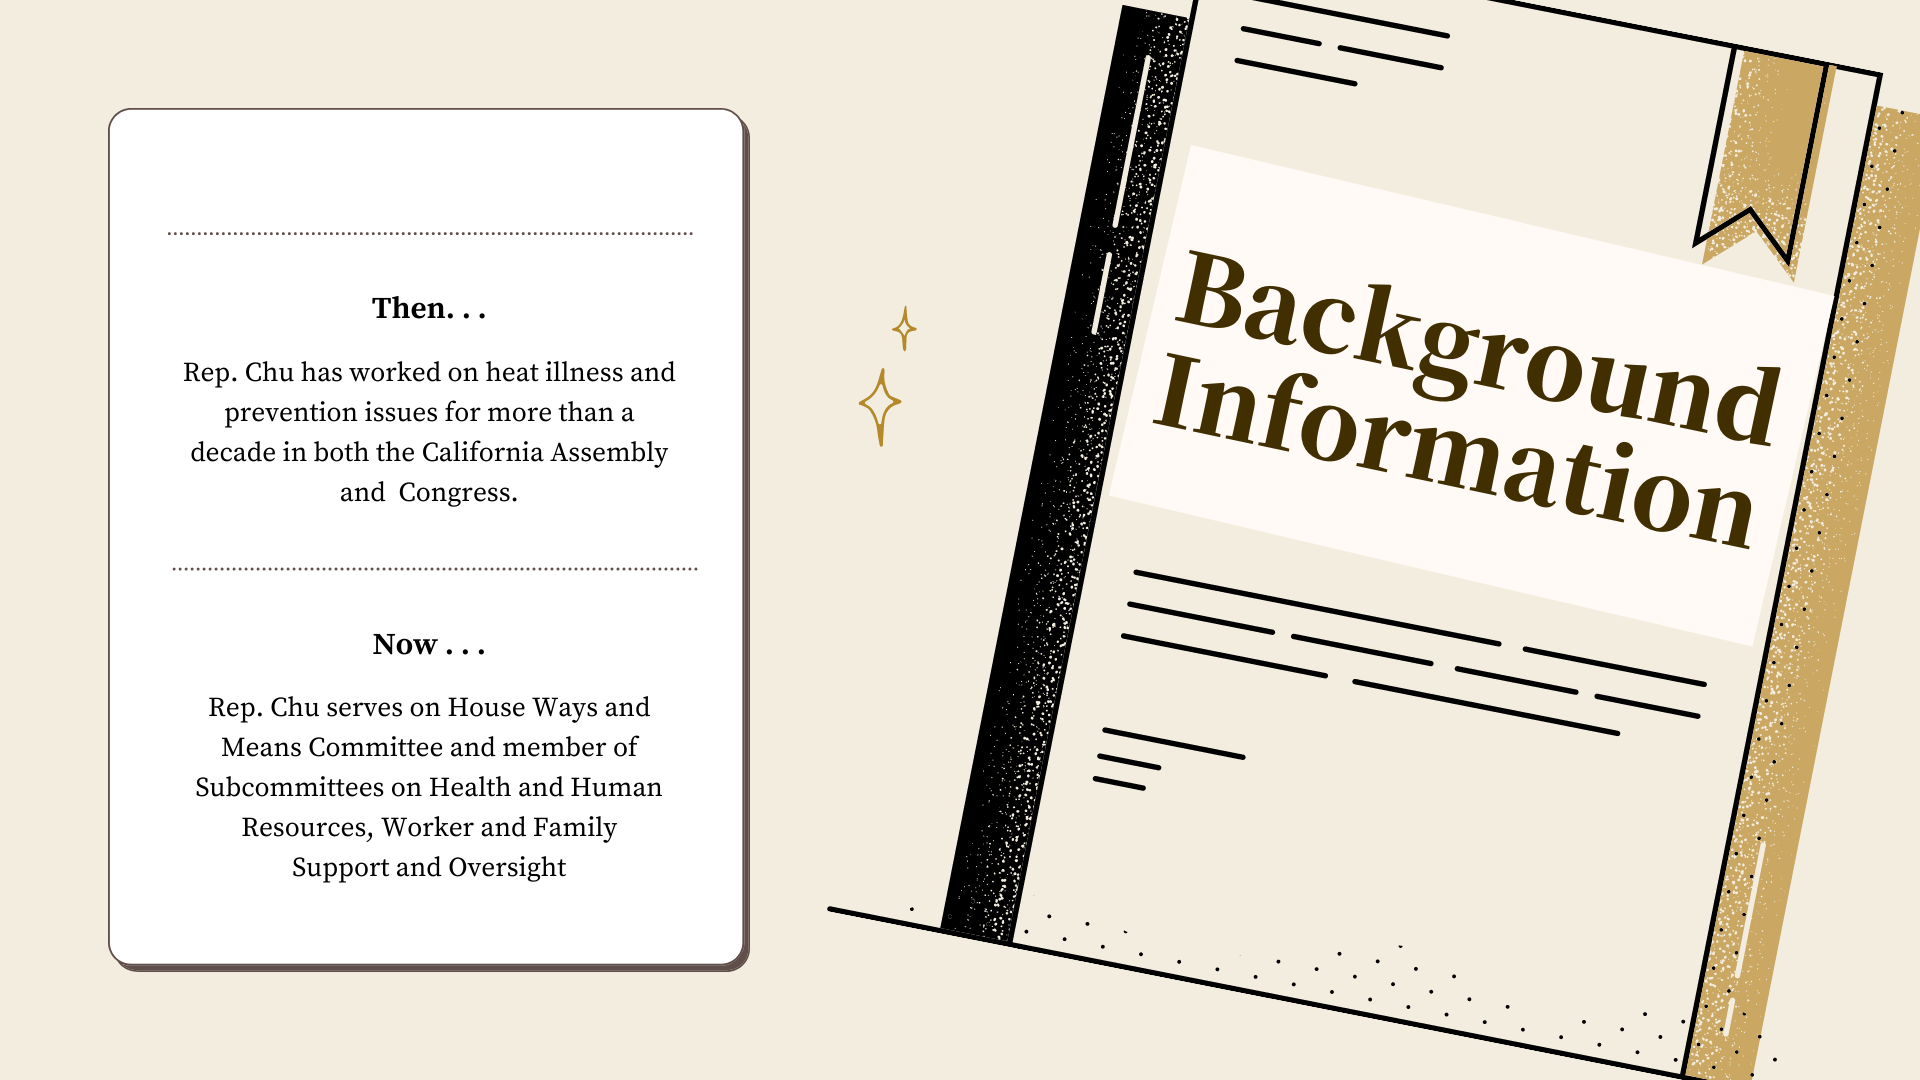 Then. . .
Rep. Chu has worked on heat illness and
prevention issues for more than a
decade in both the California Assembly
and  Congress.
Now . . .
Rep. Chu serves on House Ways and
Means Committee and member of
Subcommittees on Health and Human
Resources, Worker and Family
Support and Oversight
Background
Information